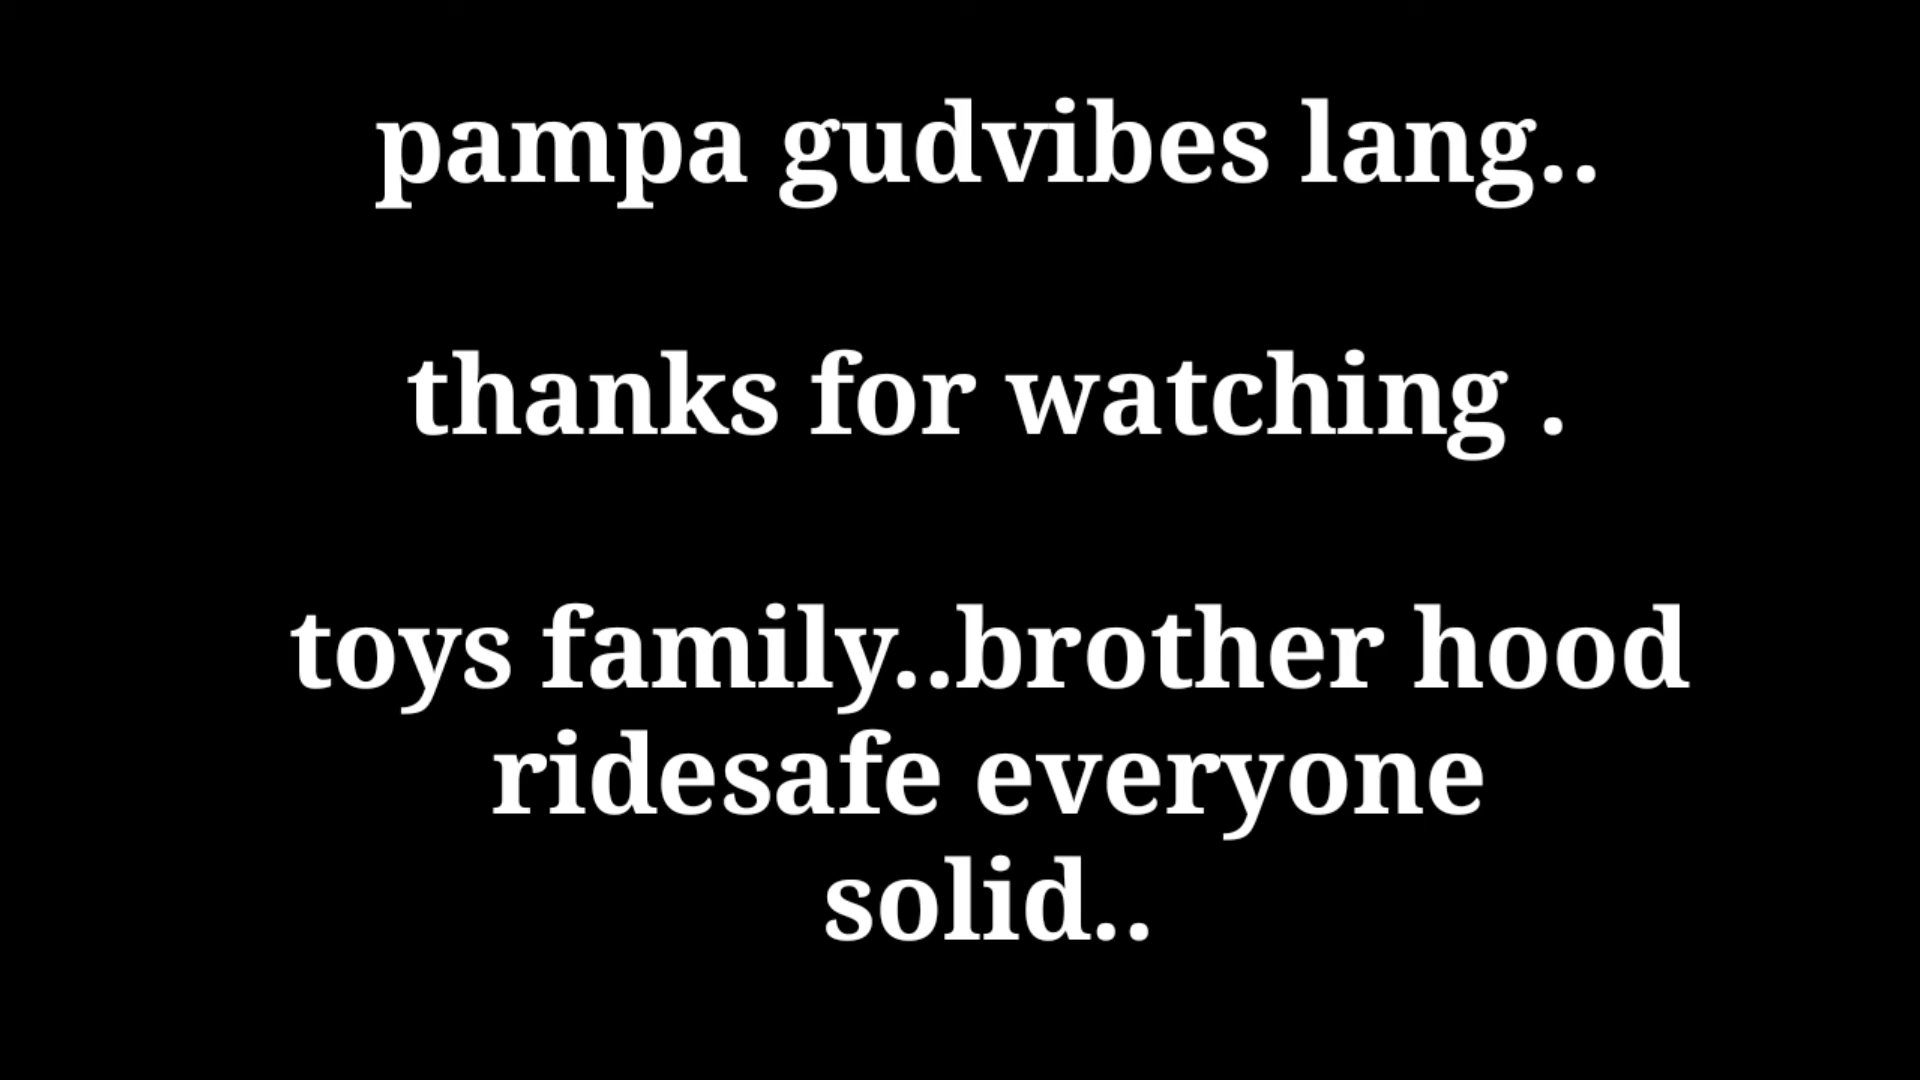 pampa gudvibes lang..
thanks for watching .
toys family..brother hood
ridesafe everyone
solid..